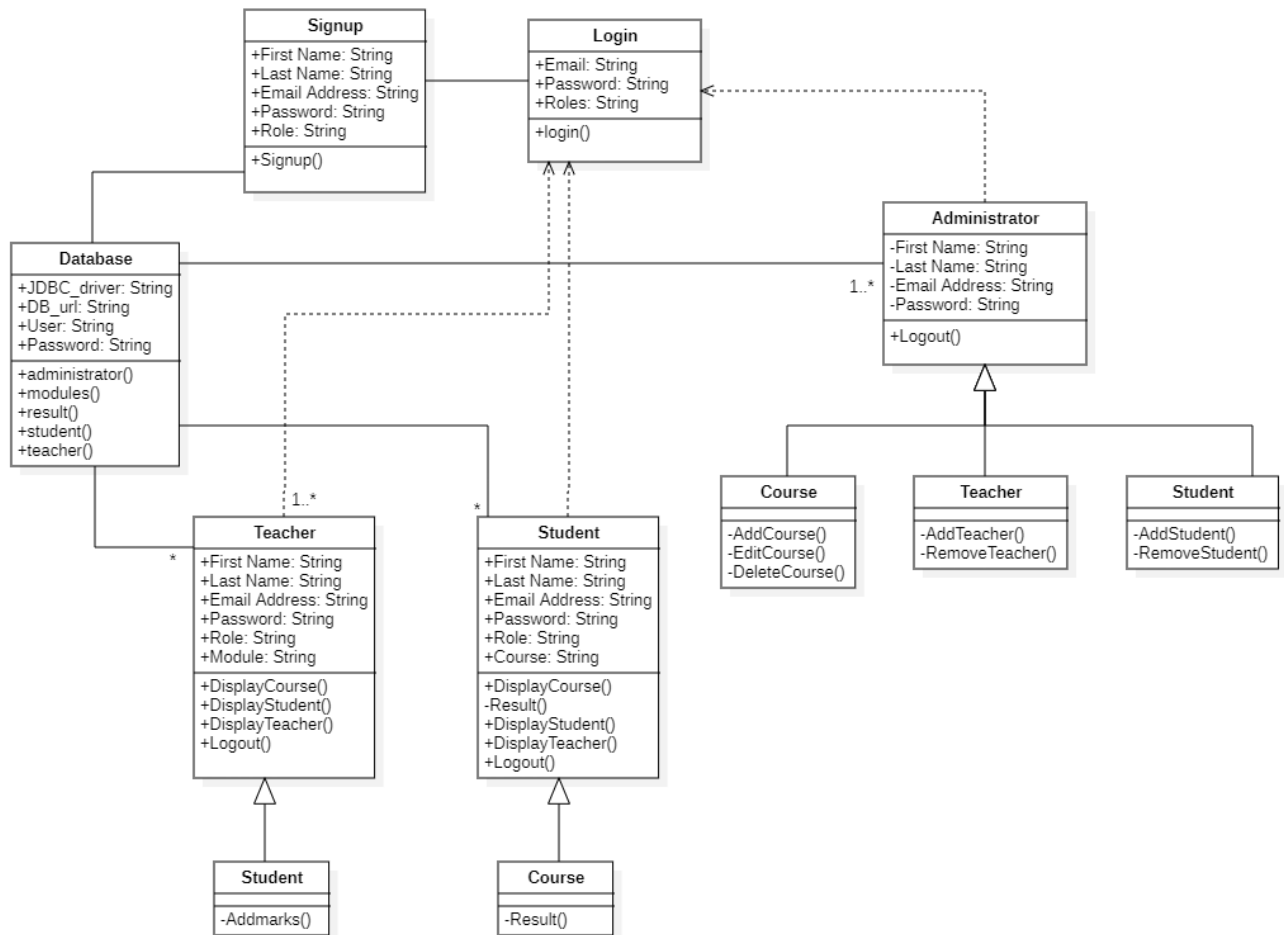 Signup
+First Name: String
+Last Name: String
+Email Address: String
+Password: String
+Role: String
+Signup()
Login
+Email: String
+Password: String
+Roles: String
+login()
Administrator
-First Name: String
-Last Name: String
-Email Address: String
-Password: String
+Logout()
1..*
Database
+JDBC_driver: String
+DB_url: String
+User: String
+Password: String
+administrator()
+modules()
+result()
+student()
+teacher()
1..*
*
*
Course
-AddCourse()
-EditCourse()
-DeleteCourse()
Teacher
-AddTeacher()
-RemoveTeacher()
Student
-AddStudent()
-RemoveStudent()
Teacher
+First Name: String
+Last Name: String
+Email Address: String
+Password: String
+Role: String
+Module: String
+DisplayCourse()
+DisplayStudent()
+DisplayTeacher()
+Logout()
Student
+First Name: String
+Last Name: String
+Email Address: String
+Password: String
+Role: String
+Course: String
+DisplayCourse()
-Result()
+DisplayStudent()
+DisplayTeacher()
+Logout()
Student
-Addmarks()
Course
-Result()